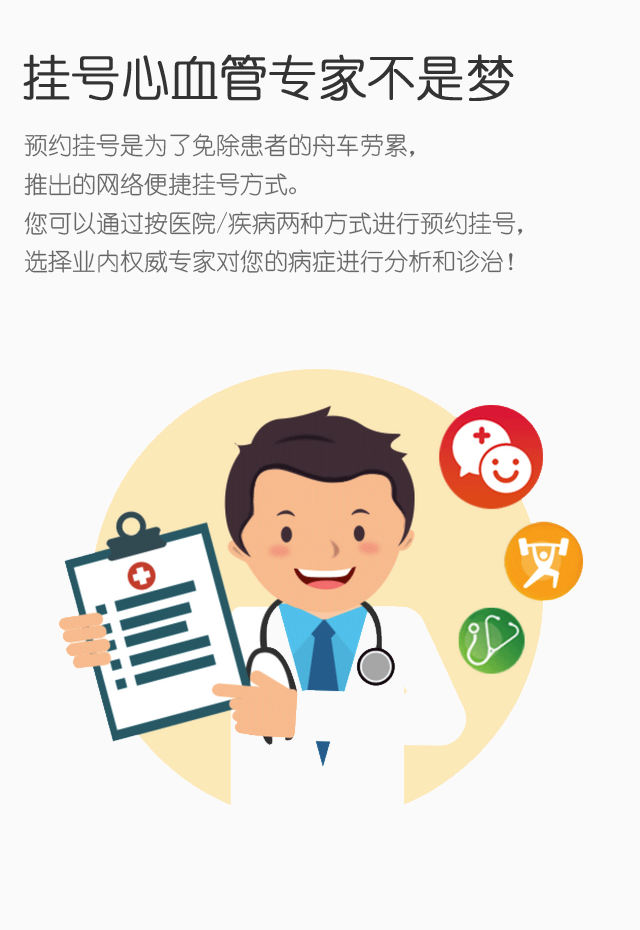 挂号心血管专家不是梦
预约挂号是为了免除患者的舟车劳累，
推出的网络便捷挂号方式。
您可以通过按医院/疾病两种方式进行预约挂号，
选择业内权威专家对您的病症进行分析和诊治！